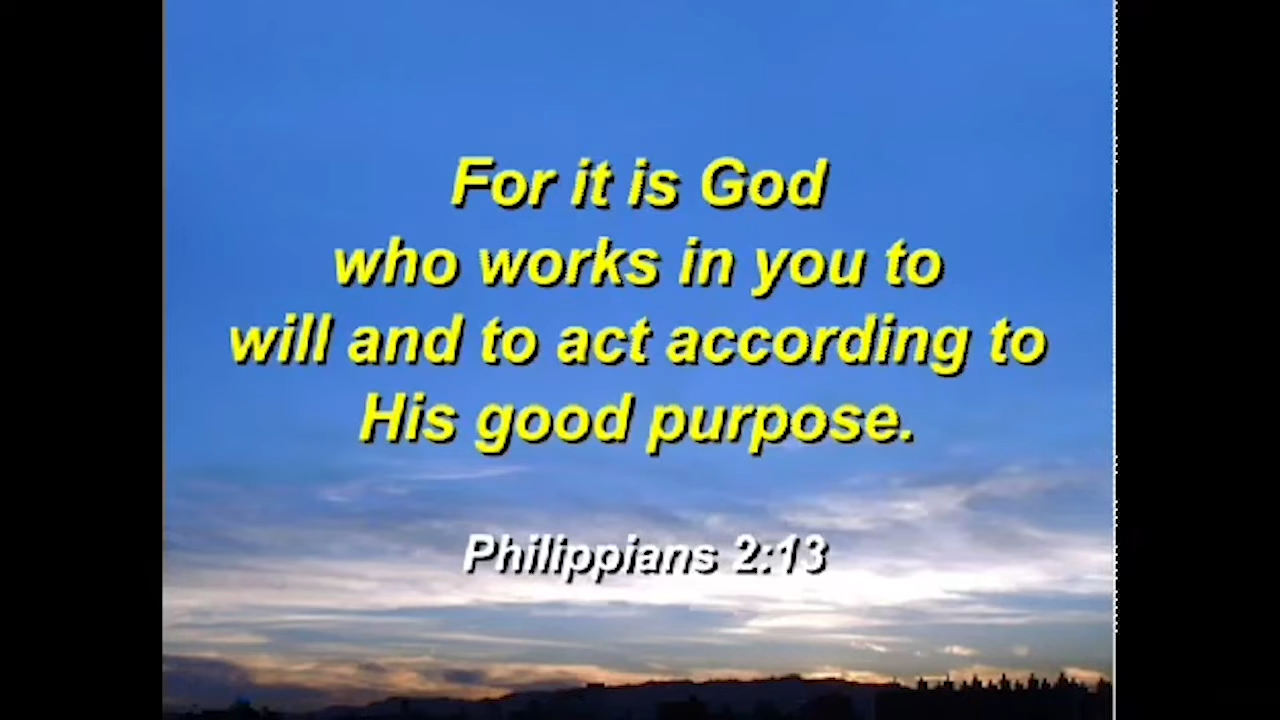 For it is God
who works in you to
will and to act according to
His good purpose.
Philippians 2:13